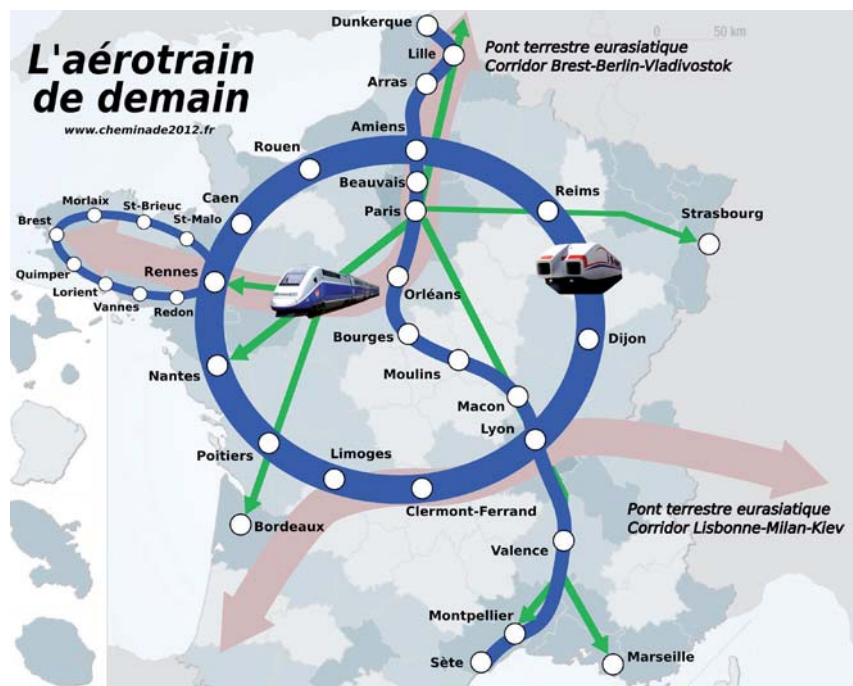 L'aérotrain
de demain
www.cheminade2012.fr
50 km
Pont terrestre eurasiatique
Corridor Brest-Berlin-Vladivostok
Dunkerque
Lille
Arras
Amiens
Rouen
Beauvais
Reims
Caen
Paris
Strasbourg
Morlaix
St-Brieuc
St-Malo
Brest
Rennes
Quimper
Lorient
Vannes
Redon
Orléans
Bourges
Dijon
Nantes
Moulins
Macon
Lyon
Poitiers
Limoges
Clermont-Ferrand
Bordeaux
Pont terrestre eurasiatique
Corridor Lisbonne-Milan-Kiev
Valence
Montpellier
Sète
Marseille